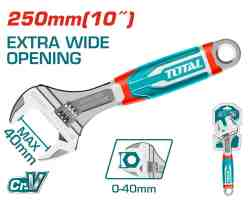 250mm(10˝)
EXTRA WIDE
OPENING
TOTAL
MAX
40mm
Cr-V
0-40mm